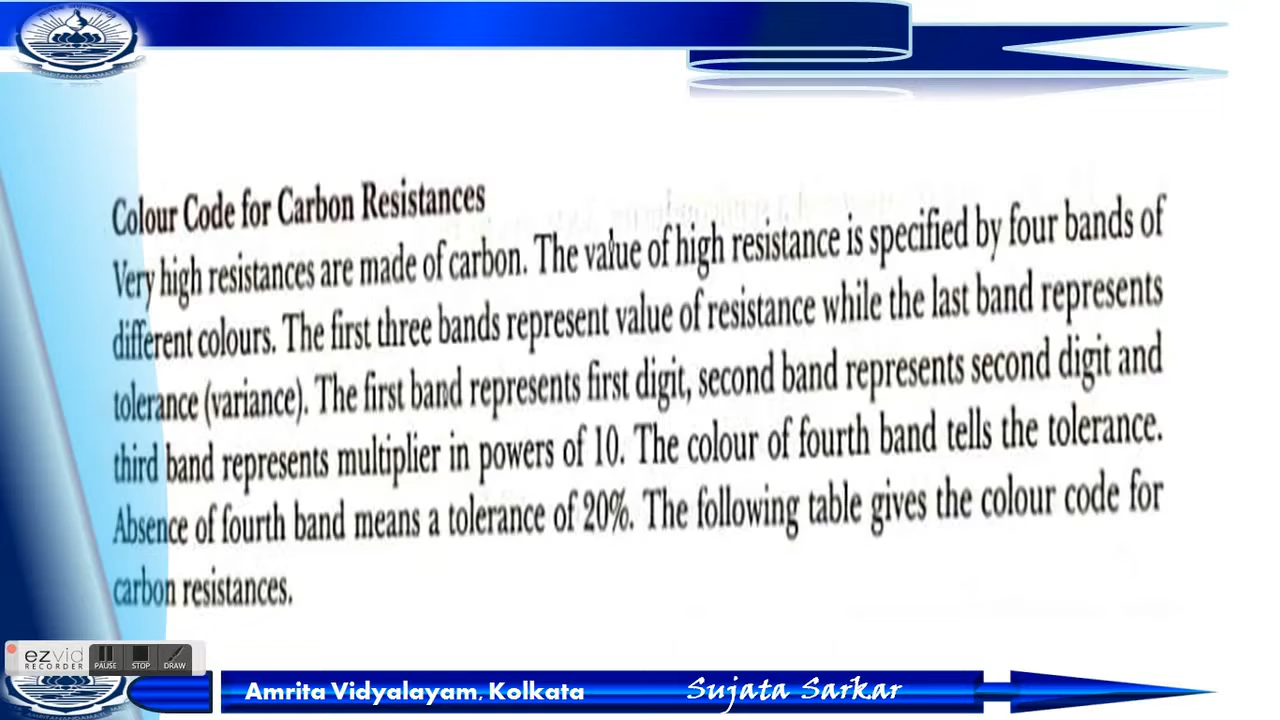 Colour Code for Carbon Resistances
Very high resistances are made of carbon. The value of high resistance is specified by four bands of
different colours. The first three bands represent value of resistance while the last band represents
tolerance (variance). The first band represents first digit, second band represents second digit and
third band represents multiplier in powers of 10. The colour of fourth band tells the tolerance.
Absence of fourth band means a tolerance of 20%. The following table gives the colour code for
carbon resistances.
ezvid
RECORDER
PAUSE STOP DRAW
Amrita Vidyalayam, Kolkata Sujata Sarkar